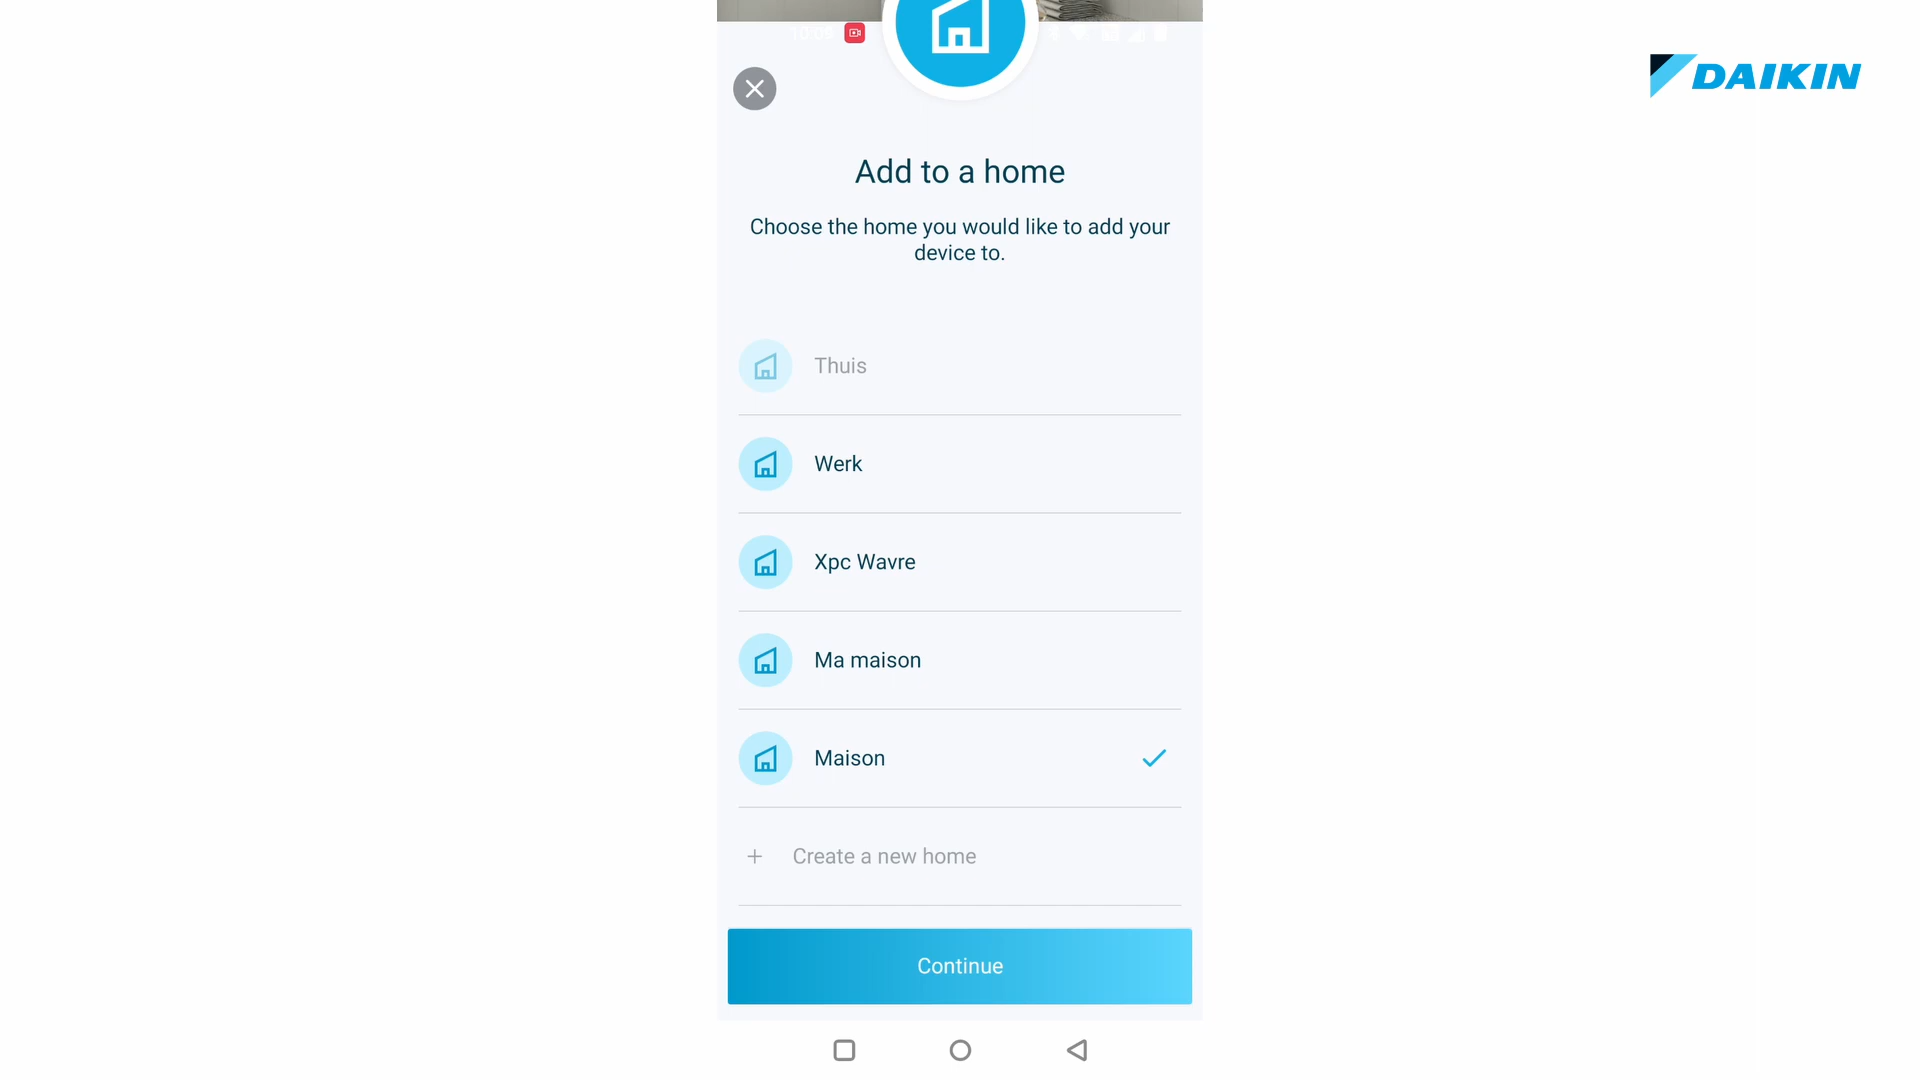 DAIKIN
Add to a home
Choose the home you would like to add your
device to.
Thuis
Werk
Xpc Wavre
Ma maison
Maison
Create a new home
Continue